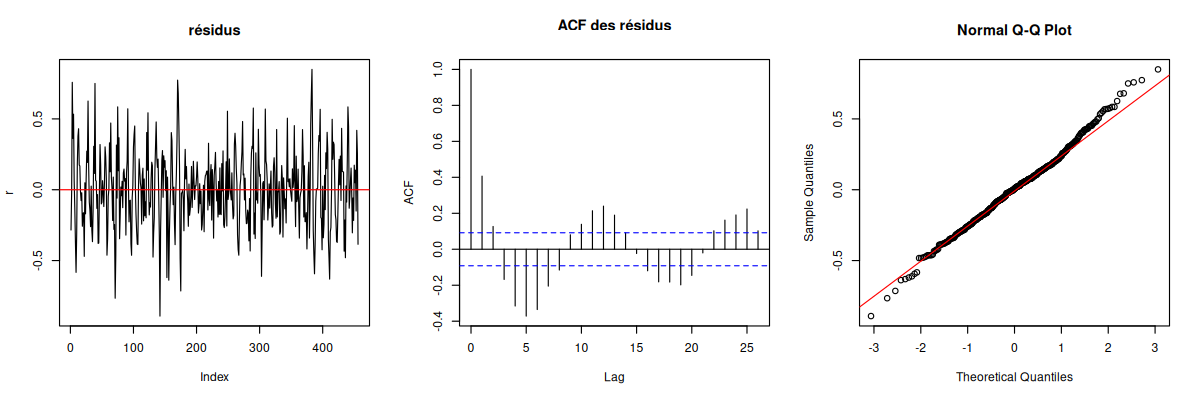 résidus
r
0.5
0.0
-0.5
0 100 200 300 400
Index
ACF des résidus
ACF
1.0
0.8
0.6
0.4
0.2
0.0
-0.2
-0.4
0 5 10 15 20 25
Lag
Normal Q-Q Plot
Sample Quantiles
0.5
0.0
-0.5
-3 -2 -1 0 1 2 3
Theoretical Quantiles